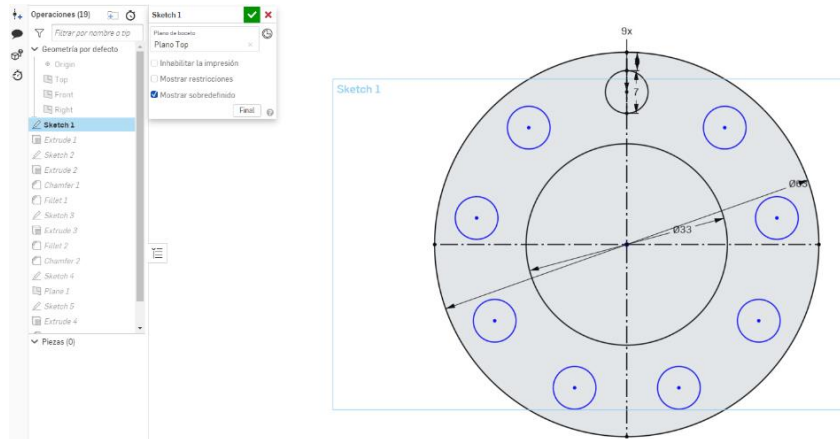 Operaciones (19)
Filtrar por nombre o tip
Geometría por defecto
Origin
Top
Front
Right
Sketch 1
Extrude 1
Sketch 2
Extrude 2
Chamfer 1
Fillet 1
Sketch 3
Extrude 3
Fillet 2
Chamfer 2
Sketch 4
Plane 1
Sketch 5
Extrude 4
Piezas (0)
Sketch 1
Plano de boceto
Plano Top
Inhabilitar la impresión
Mostrar restricciones
Mostrar sobredefinido
Final
Sketch 1
9x
7
Ø33